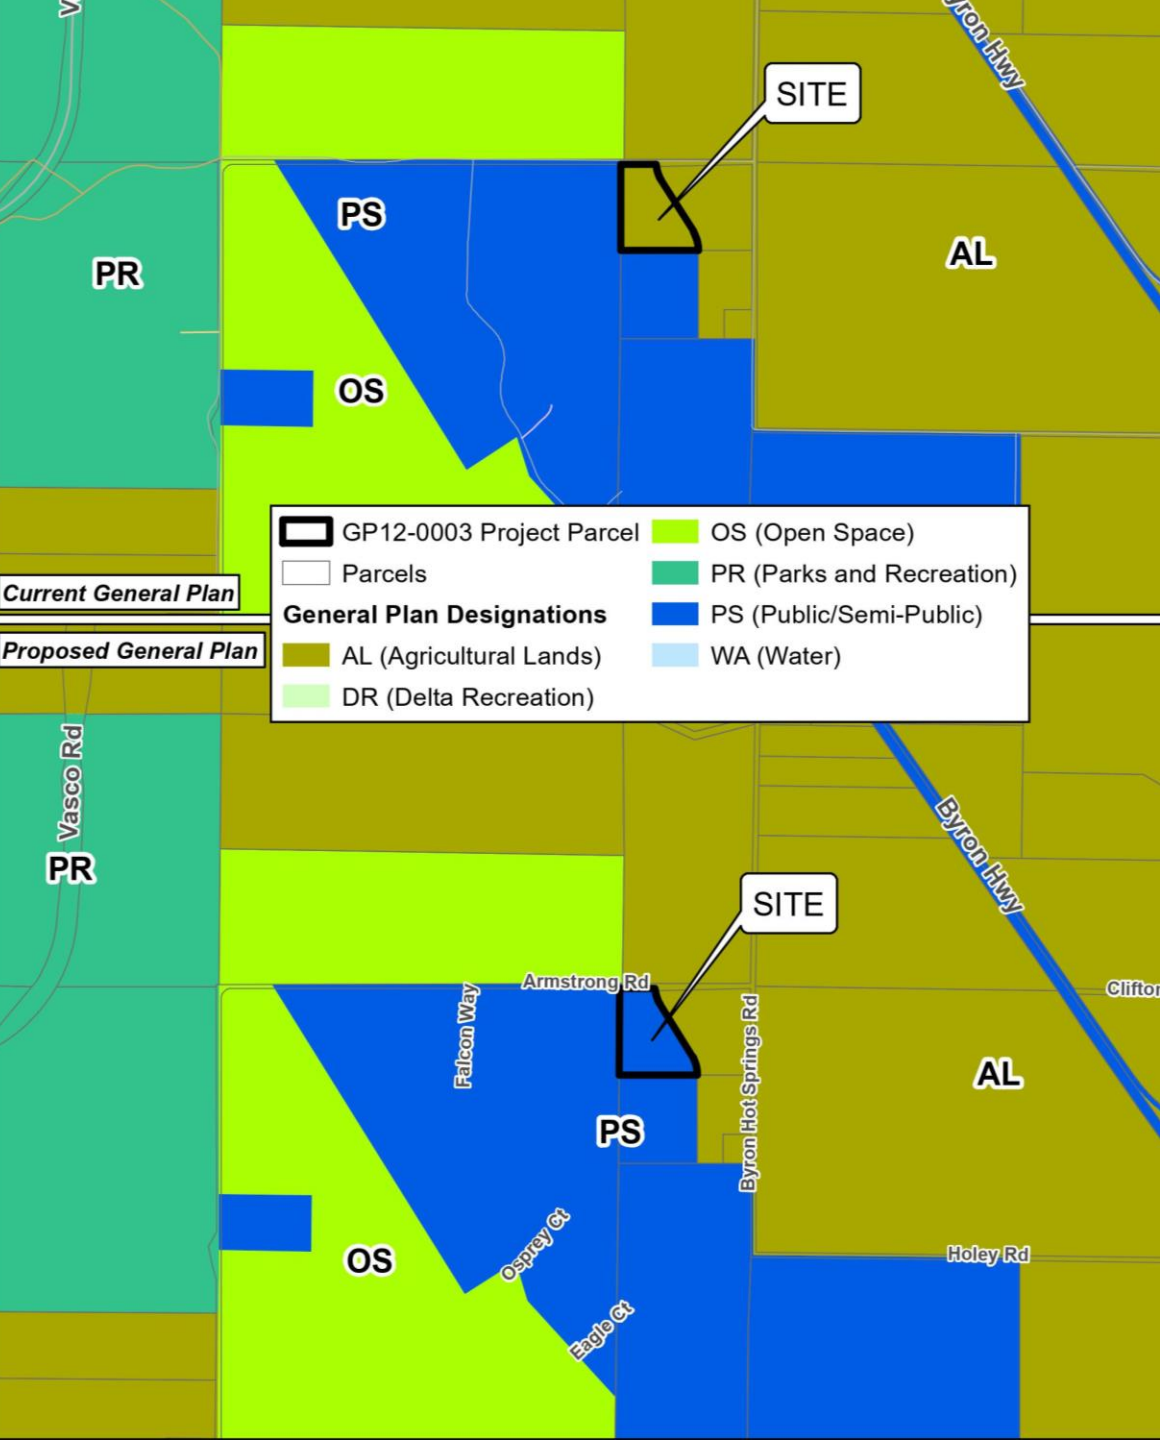 Byron Hwy
SITE
PS
AL
PR
OS
GP12-0003 Project Parcel
Parcels
General Plan Designations
AL (Agricultural Lands)
DR (Delta Recreation)
OS (Open Space)
PR (Parks and Recreation)
PS (Public/Semi-Public)
WA (Water)
Current General Plan
Proposed General Plan
Vasco Rd
PR
Byron Hwy
SITE
Armstrong Rd
Falcon Way
Byron Hot Springs Rd
AL
PS
Osprey Ct
OS
Holey Rd
Eagle Ct